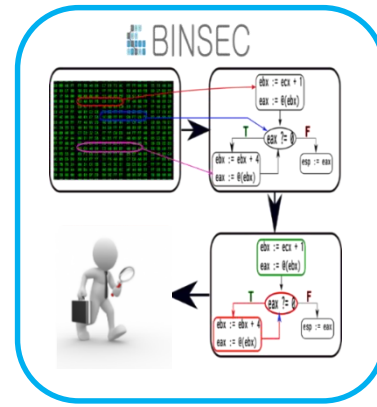 BINSEC
ebx := ecx + 1
eax := @(ebx)
T
eax ?= 0
F
ebx := ebx + 4
eax := @(ebx)
esp := eax
ebx := ecx + 1
eax := @(ebx)
T
eax ?= 0
F
ebx := ebx + 4
eax := @(ebx)
esp := eax